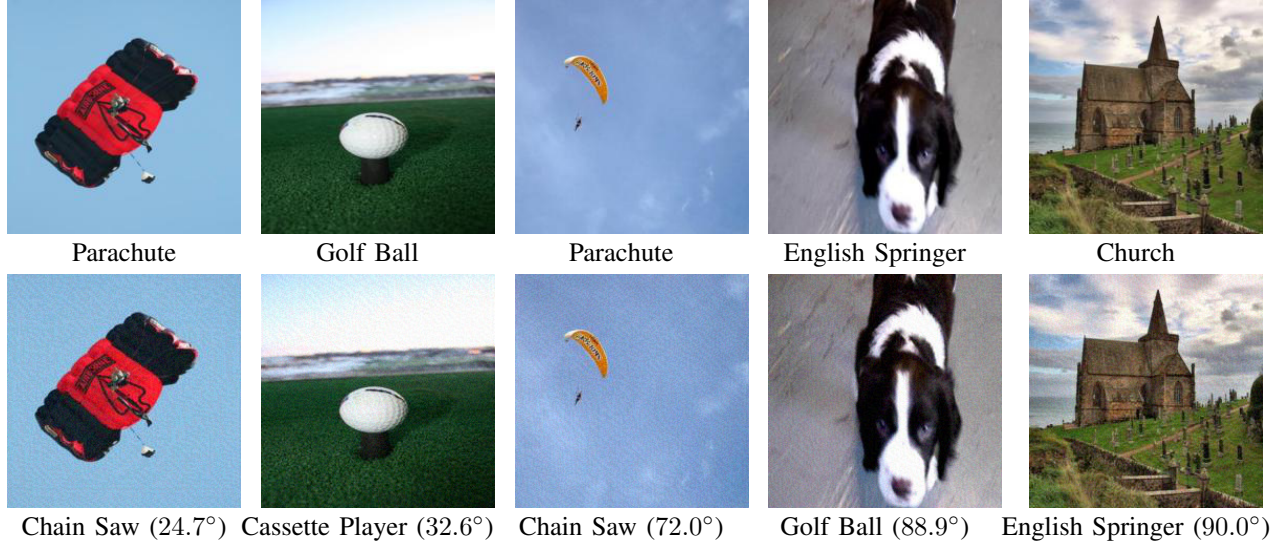 Parachute
Golf Ball
Parachute
English Springer
Church
Chain Saw (24.7°)
Cassette Player (32.6°)
Chain Saw (72.0°)
Golf Ball (88.9°)
English Springer (90.0°)